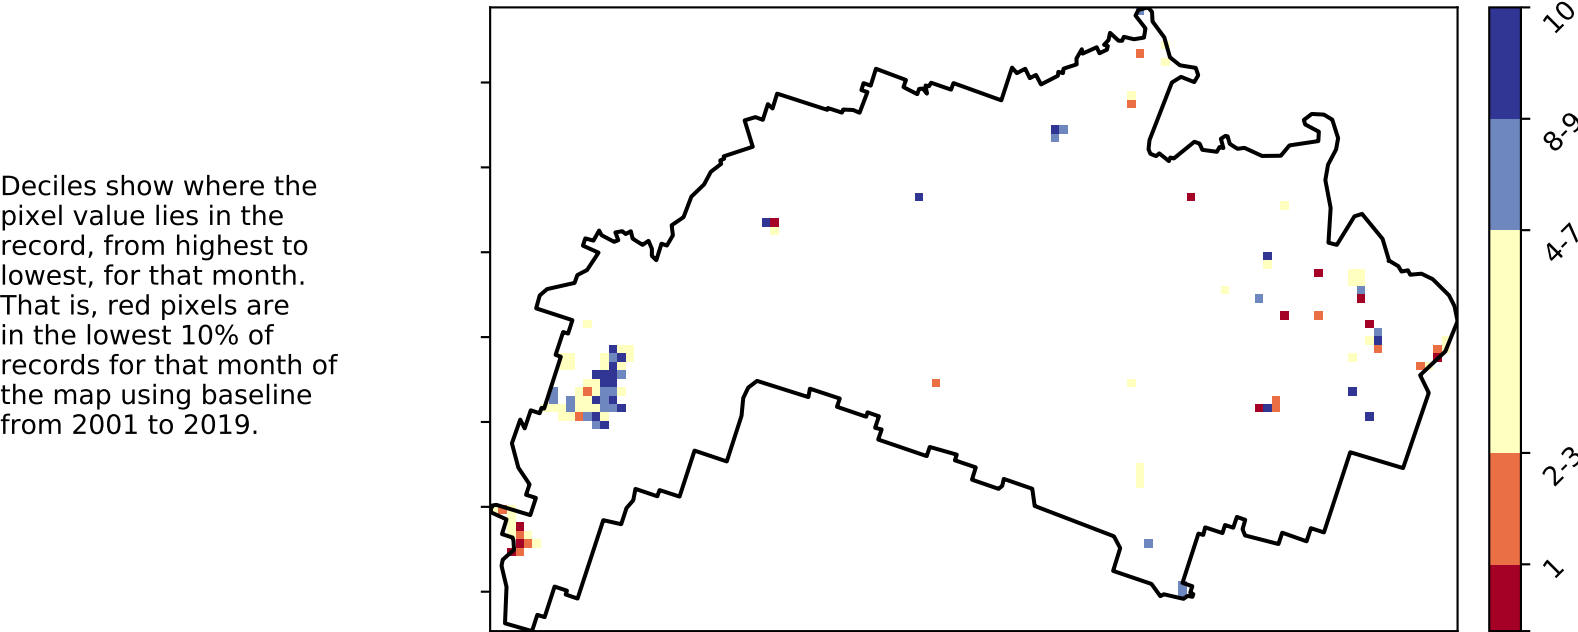 Deciles show where the
pixel value lies in the
record, from highest to
lowest, for that month.
That is, red pixels are
in the lowest 10% of
records for that month of
the map using baseline
from 2001 to 2019.
10
8-9
4-7
2-3
1